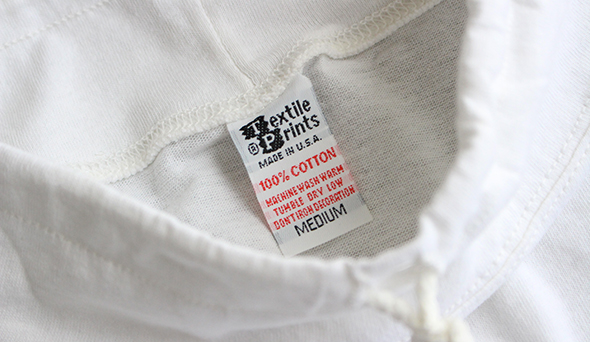 Textile
® Prints
MADE IN U.S.A.
100% COTTON
MACHINE WASH WARM
TUMBLE DRY LOW
DON'T IRON DECORATION
MEDIUM